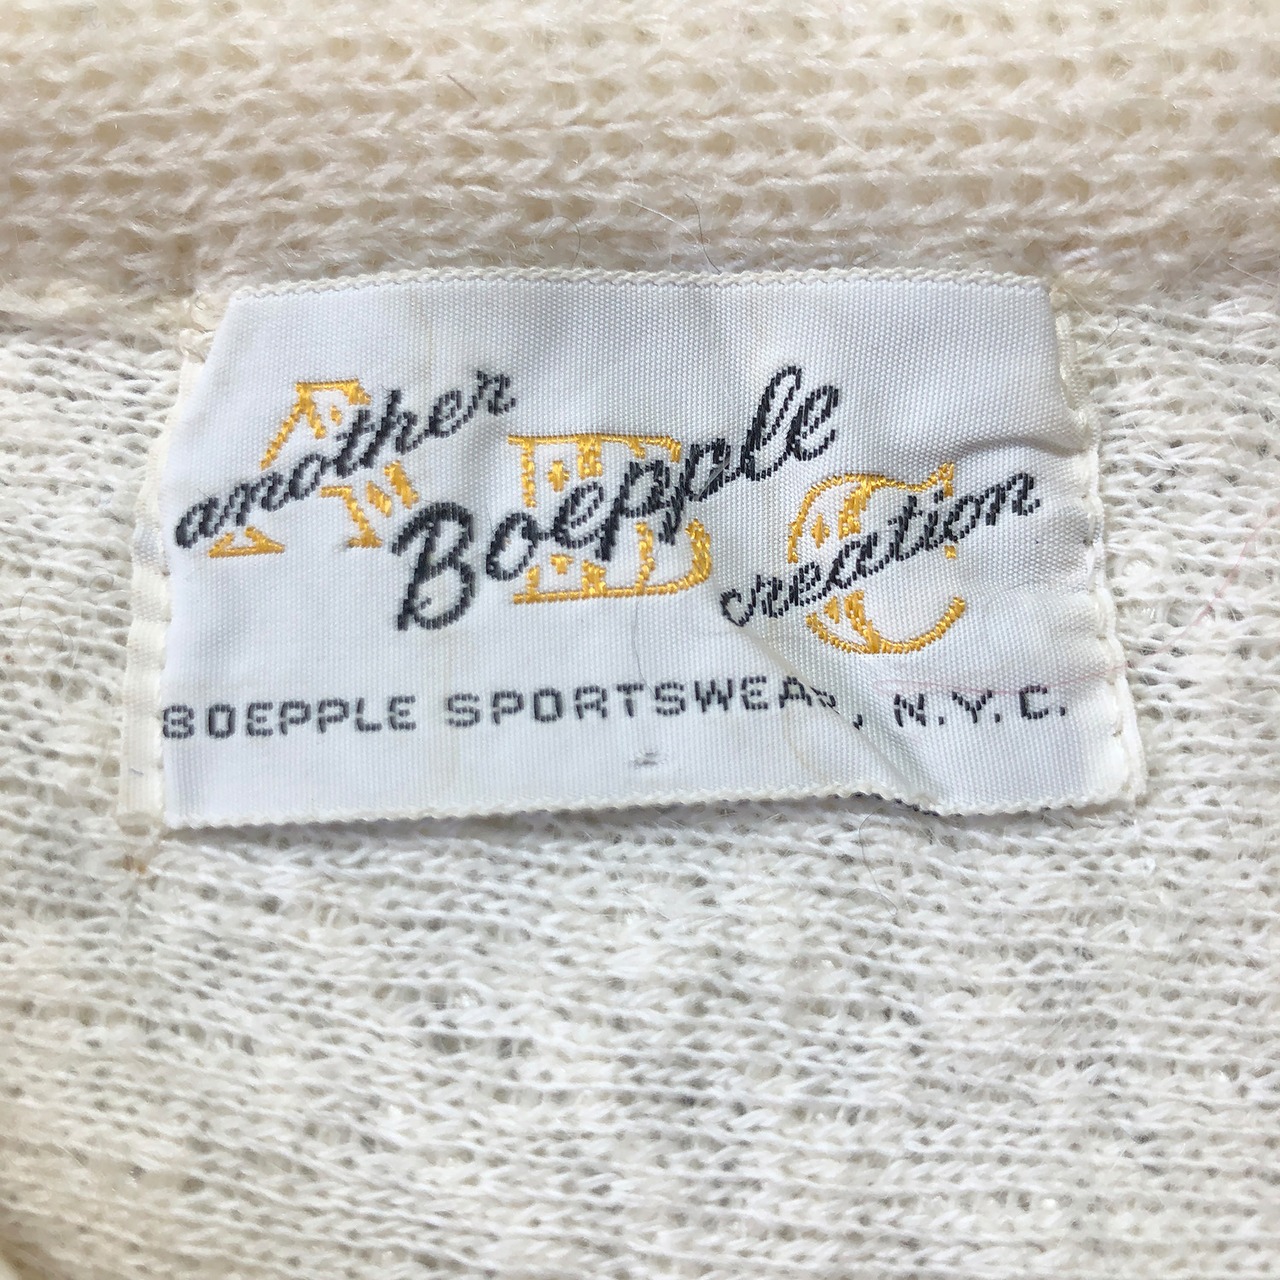 another Boepple creation
A B C
BOEPPLE SPORTSWEAR, N.Y.C.